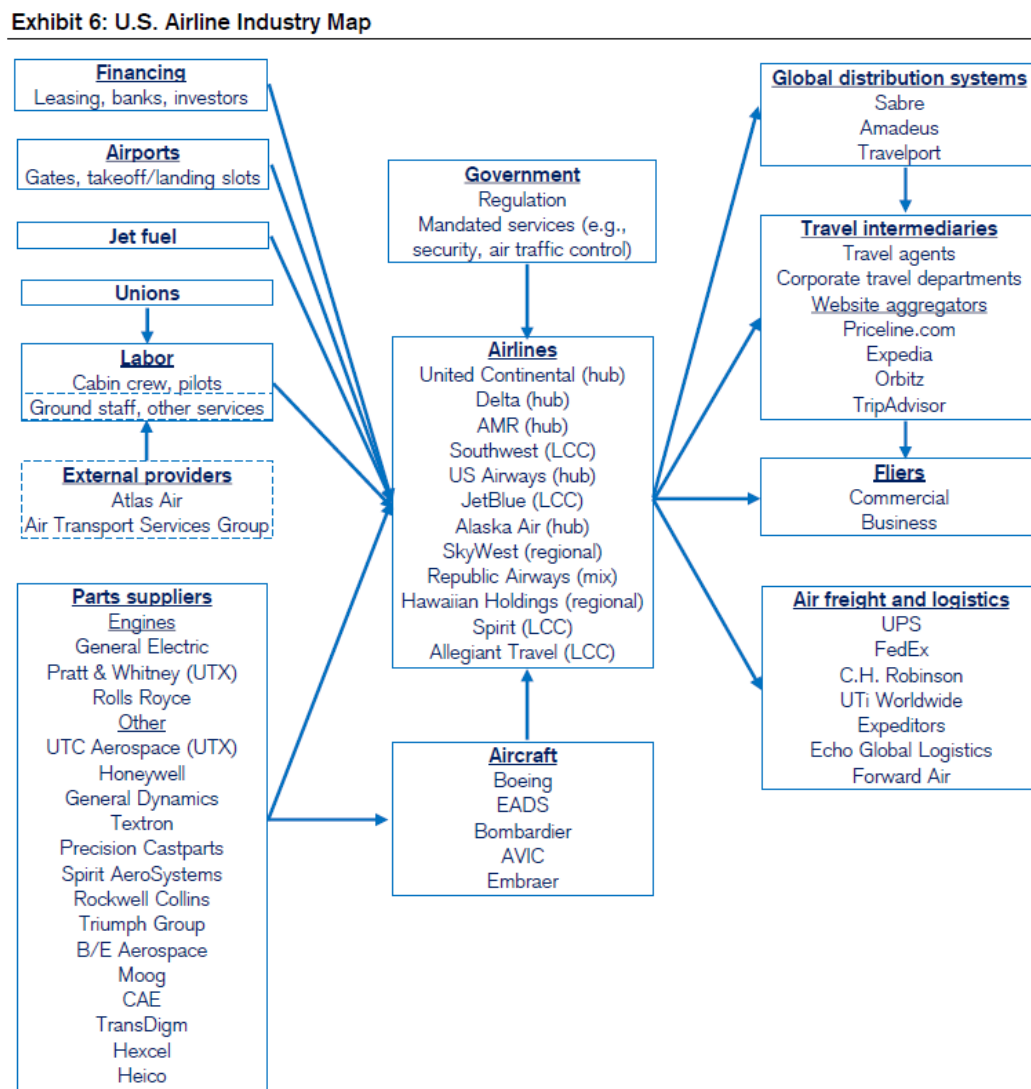 Exhibit 6: U.S. Airline Industry Map
Financing
Leasing, banks, investors
Airports
Gates, takeoff/landing slots
Jet fuel
Unions
Labor
Cabin crew, pilots
Ground staff, other services
External providers
Atlas Air
Air Transport Services Group
Parts suppliers
Engines
General Electric
Pratt & Whitney (UTX)
Rolls Royce
Other
UTC Aerospace (UTX)
Honeywell
General Dynamics
Textron
Precision Castparts
Spirit AeroSystems
Rockwell Collins
Triumph Group
B/E Aerospace
Moog
CAE
TransDigm
Hexcel
Heico
Government
Regulation
Mandated services (e.g.,
security, air traffic control)
Airlines
United Continental (hub)
Delta (hub)
AMR (hub)
Southwest (LCC)
US Airways (hub)
JetBlue (LCC)
Alaska Air (hub)
SkyWest (regional)
Republic Airways (mix)
Hawaiian Holdings (regional)
Spirit (LCC)
Allegiant Travel (LCC)
Aircraft
Boeing
EADS
Bombardier
AVIC
Embraer
Global distribution systems
Sabre
Amadeus
Travelport
Travel intermediaries
Travel agents
Corporate travel departments
Website aggregators
Priceline.com
Expedia
Orbitz
TripAdvisor
Fliers
Commercial
Business
Air freight and logistics
UPS
FedEx
C.H. Robinson
UTi Worldwide
Expeditors
Echo Global Logistics
Forward Air